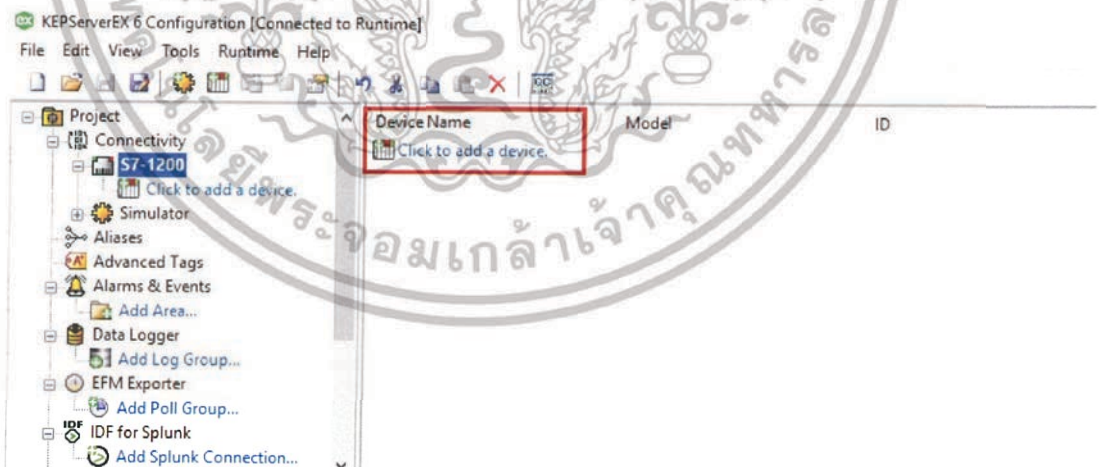 KEPServerEX 6 Configuration [Connected to Runtime]
File Edit View Tools Runtime Help
Project
Connectivity
S7-1200
Click to add a device.
Simulator
Aliases
Advanced Tags
Alarms & Events
Add Area...
Data Logger
Add Log Group...
EFM Exporter
Add Poll Group...
IDF for Splunk
Add Splunk Connection...
Device Name Model ID
Click to add a device.
พระจอมเกล้าเจ้าคุณทหารล